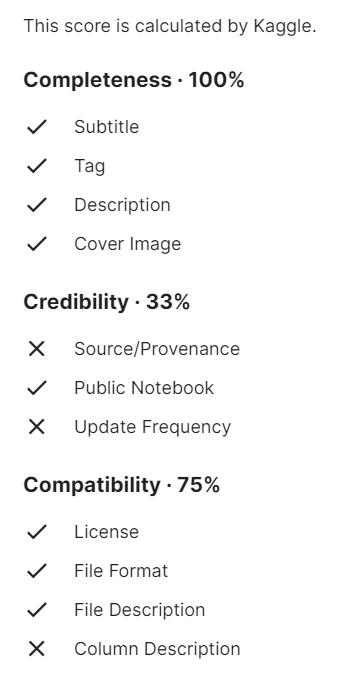 This score is calculated by Kaggle.
Completeness · 100%
Subtitle
Tag
Description
Cover Image
Credibility · 33%
Source/Provenance
Public Notebook
Update Frequency
Compatibility · 75%
License
File Format
File Description
Column Description